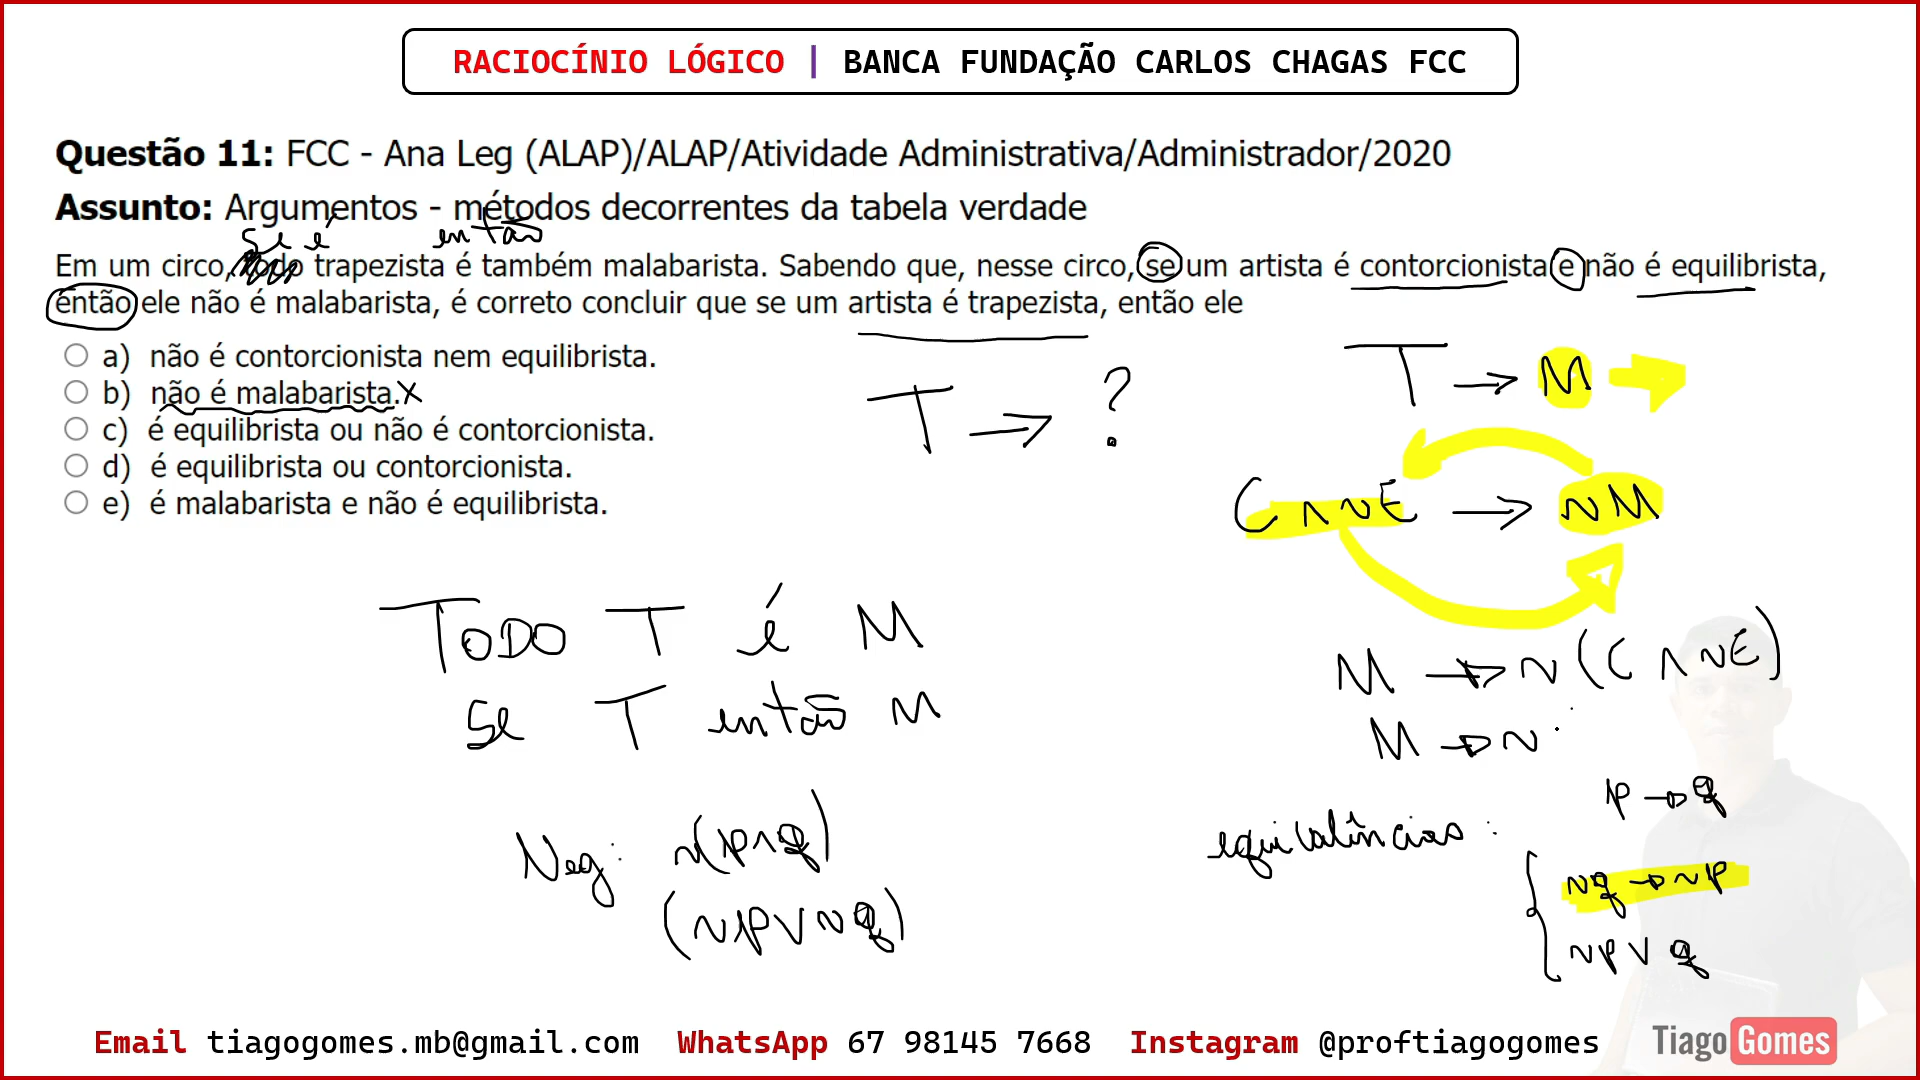 RACIOCÍNIO LÓGICO | BANCA FUNDAÇÃO CARLOS CHAGAS FCC
Questão 11: FCC - Ana Leg (ALAP)/ALAP/Atividade Administrativa/Administrador/2020
Assunto: Argumentos - métodos decorrentes da tabela verdade
Se é então
Em um circo, todo trapezista é também malabarista. Sabendo que, nesse circo, se um artista é contorcionista e não é equilibrista,
então ele não é malabarista, é correto concluir que se um artista é trapezista, então ele
a) não é contorcionista nem equilibrista.
b) não é malabarista. X
c) é equilibrista ou não é contorcionista.
d) é equilibrista ou contorcionista.
e) é malabarista e não é equilibrista.
T → ?
T → M
C ∧ ~E → ~M
TODO T é M
Se T então M
M → ~(C ∧ ~E)
M → ~
Neg: ~(p ∧ q)
(~p ∨ ~q)
equivalências:
p → q
~q → ~p
~p ∨ q
Email tiagogomes.mb@gmail.com WhatsApp 67 98145 7668 Instagram @proftiagogomes
Tiago Gomes